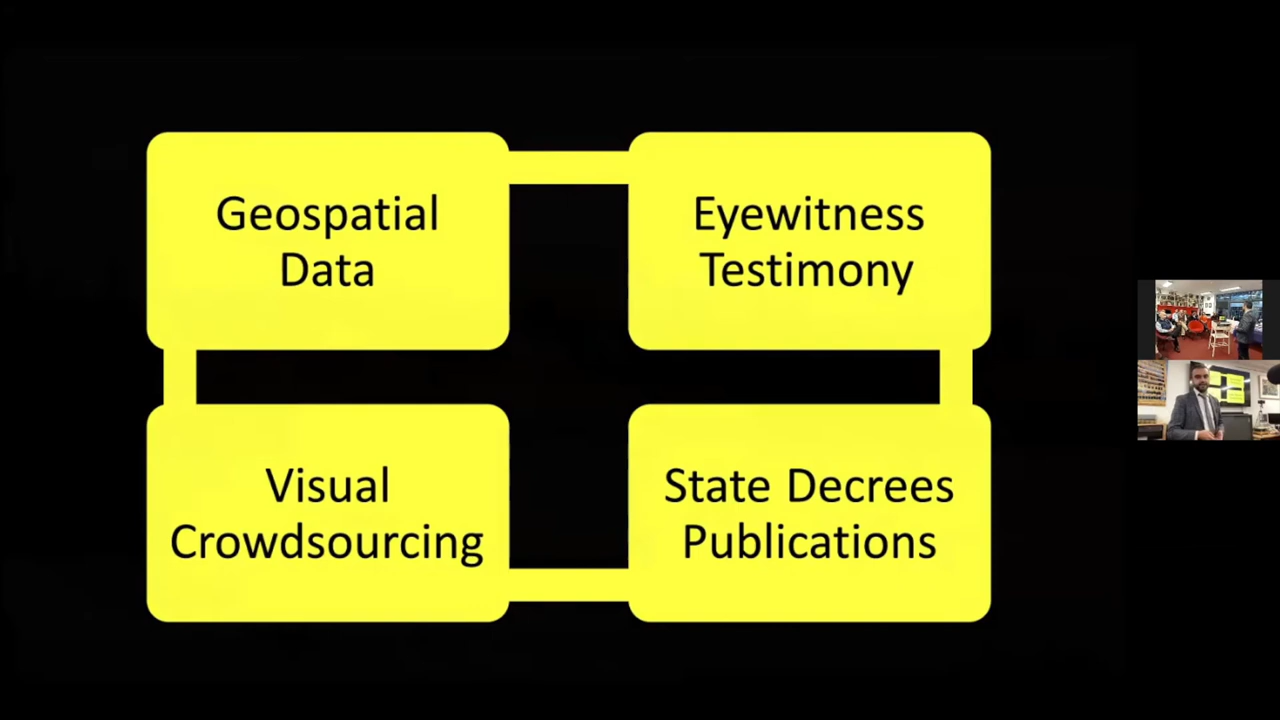 Geospatial
Data
Eyewitness
Testimony
Visual
Crowdsourcing
State Decrees
Publications